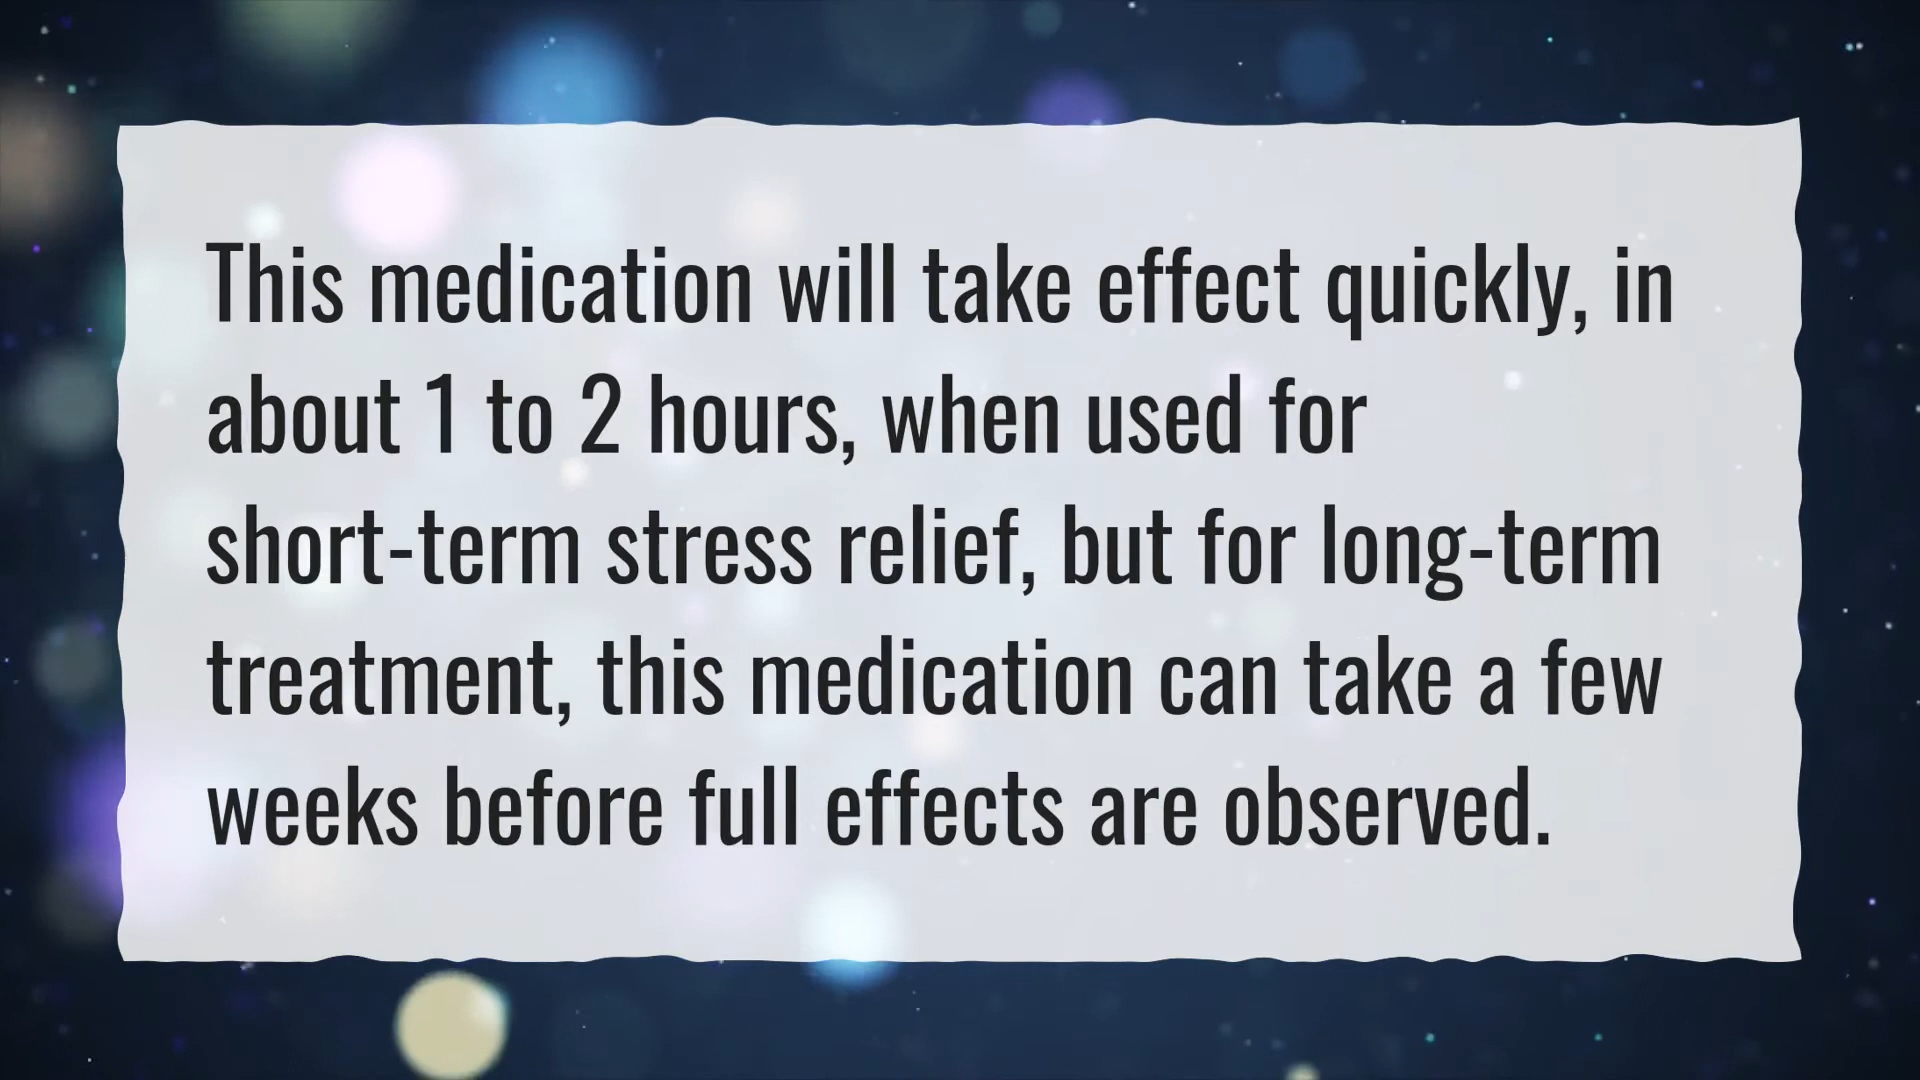 This medication will take effect quickly, in
about 1 to 2 hours, when used for
short-term stress relief, but for long-term
treatment, this medication can take a few
weeks before full effects are observed.